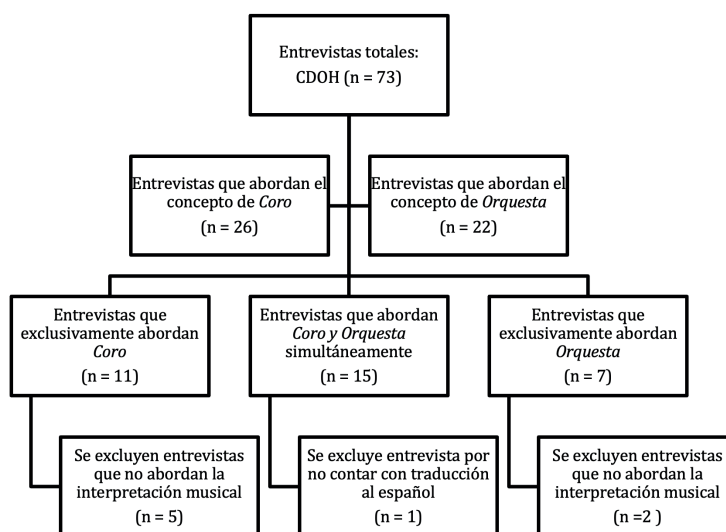 Entrevistas totales:
CDOH (n = 73)
Entrevistas que abordan el
concepto de Coro
(n = 26)
Entrevistas que abordan el
concepto de Orquesta
(n = 22)
Entrevistas que
exclusivamente abordan
Coro
(n = 11)
Entrevistas que abordan
Coro y Orquesta
simultáneamente
(n = 15)
Entrevistas que
exclusivamente abordan
Orquesta
(n = 7)
Se excluyen entrevistas
que no abordan la
interpretación musical
(n = 5)
Se excluye entrevista por
no contar con traducción
al español
(n = 1)
Se excluyen entrevistas
que no abordan la
interpretación musical
(n =2 )